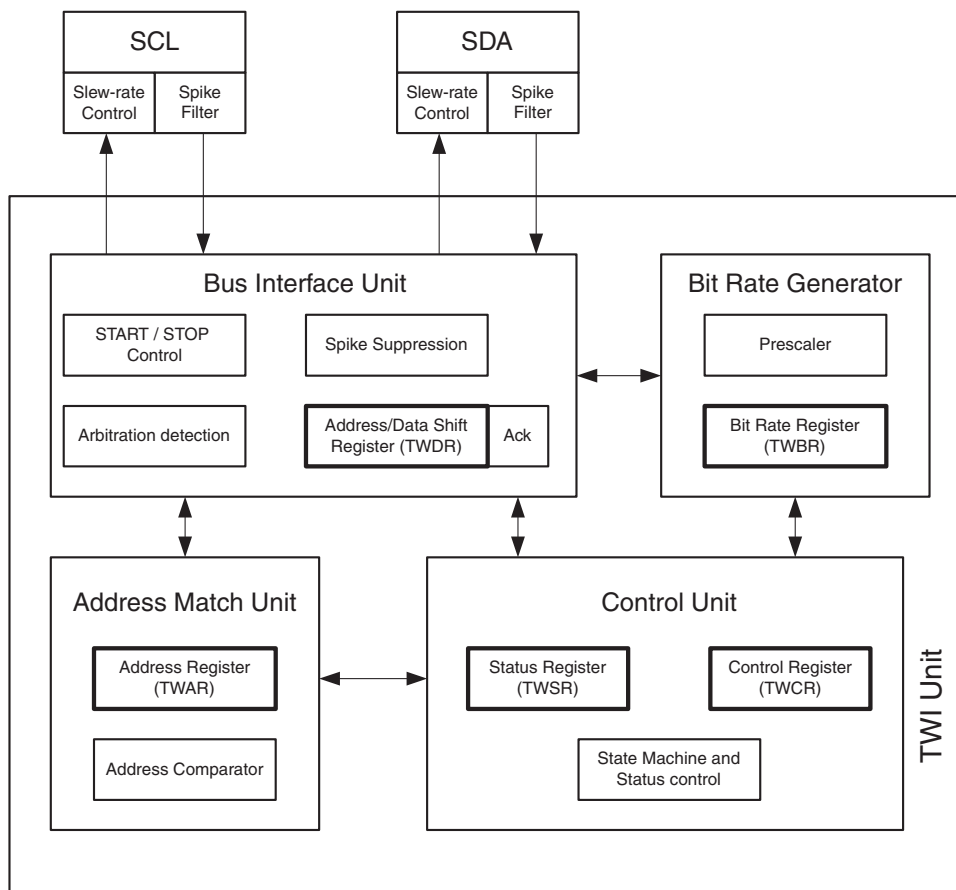 SCL
Slew-rate
Control
Spike
Filter
SDA
Slew-rate
Control
Spike
Filter
Bus Interface Unit
START / STOP
Control
Spike Suppression
Arbitration detection
Address/Data Shift
Register (TWDR)
Ack
Bit Rate Generator
Prescaler
Bit Rate Register
(TWBR)
Address Match Unit
Address Register
(TWAR)
Address Comparator
Control Unit
Status Register
(TWSR)
Control Register
(TWCR)
State Machine and
Status control
TWI Unit